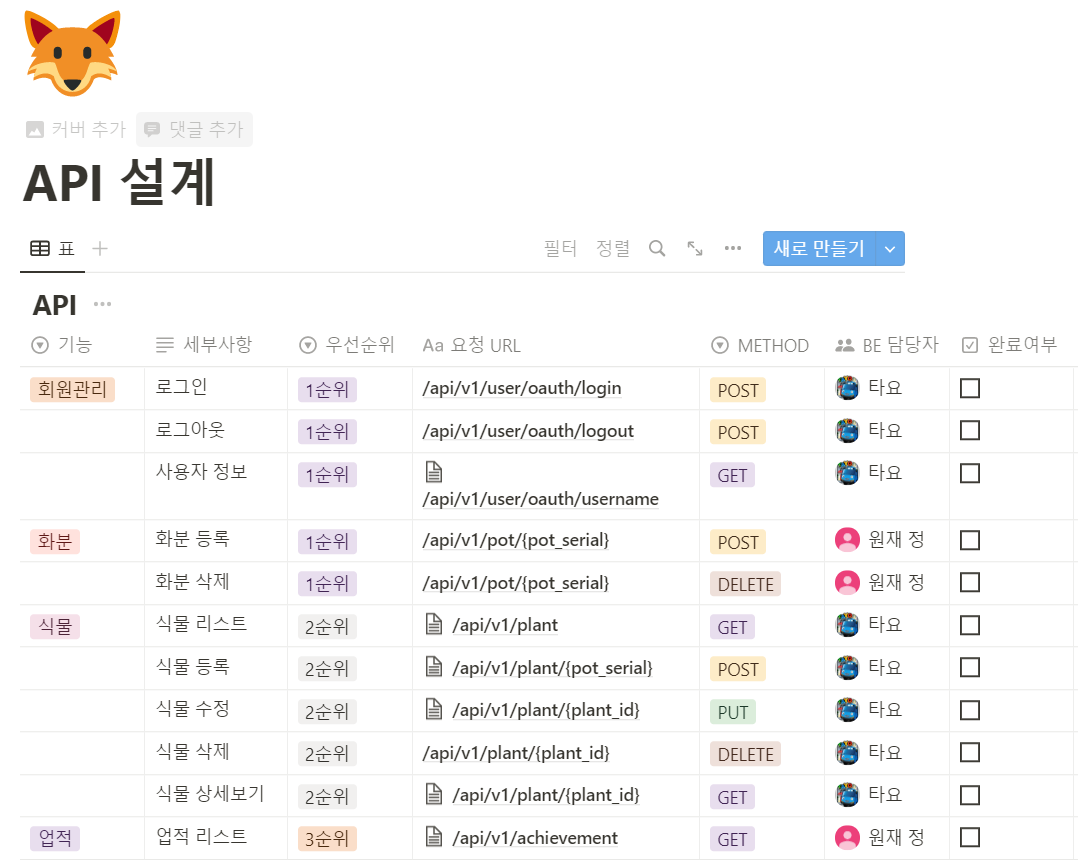 커버 추가 댓글 추가
API 설계
표 필터 정렬 새로 만들기
API
기능 세부사항 우선순위 Aa 요청 URL METHOD BE 담당자 완료여부
회원관리 로그인 1순위 /api/v1/user/oauth/login POST 타요
로그아웃 1순위 /api/v1/user/oauth/logout POST 타요
사용자 정보 1순위 /api/v1/user/oauth/username GET 타요
화분 화분 등록 1순위 /api/v1/pot/{pot_serial} POST 원재 정
화분 삭제 1순위 /api/v1/pot/{pot_serial} DELETE 원재 정
식물 식물 리스트 2순위 /api/v1/plant GET 타요
식물 등록 2순위 /api/v1/plant/{pot_serial} POST 타요
식물 수정 2순위 /api/v1/plant/{plant_id} PUT 타요
식물 삭제 2순위 /api/v1/plant/{plant_id} DELETE 타요
식물 상세보기 2순위 /api/v1/plant/{plant_id} GET 타요
업적 업적 리스트 3순위 /api/v1/achievement GET 원재 정